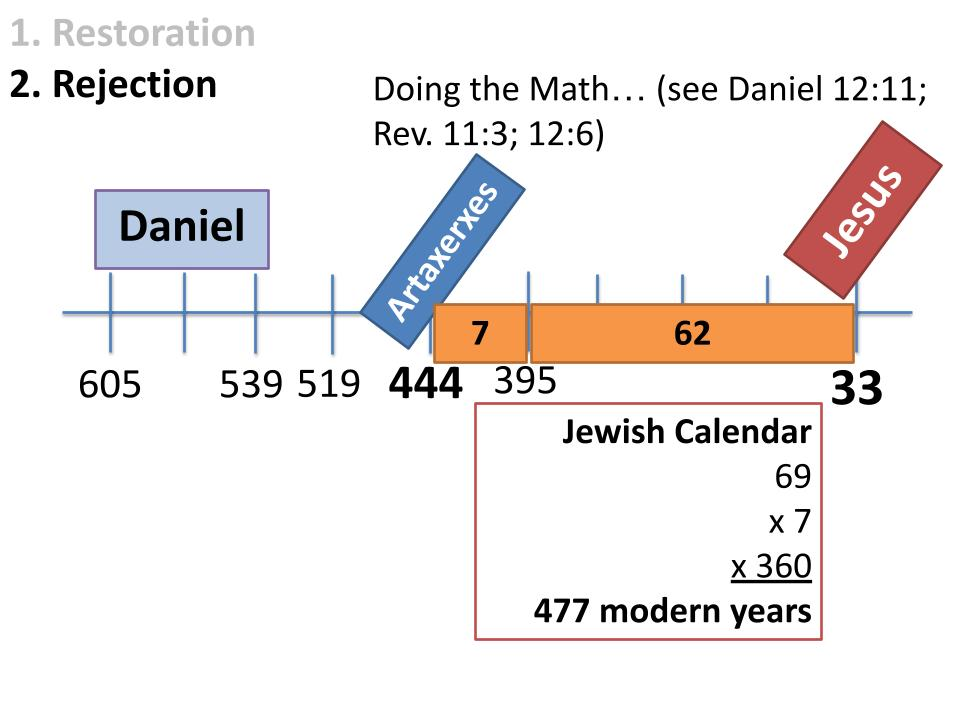 1. Restoration
2. Rejection
Doing the Math… (see Daniel 12:11;
Rev. 11:3; 12:6)
Daniel
Artaxerxes
Jesus
7
62
605
539
519
444
395
33
Jewish Calendar
69
x 7
x 360
477 modern years